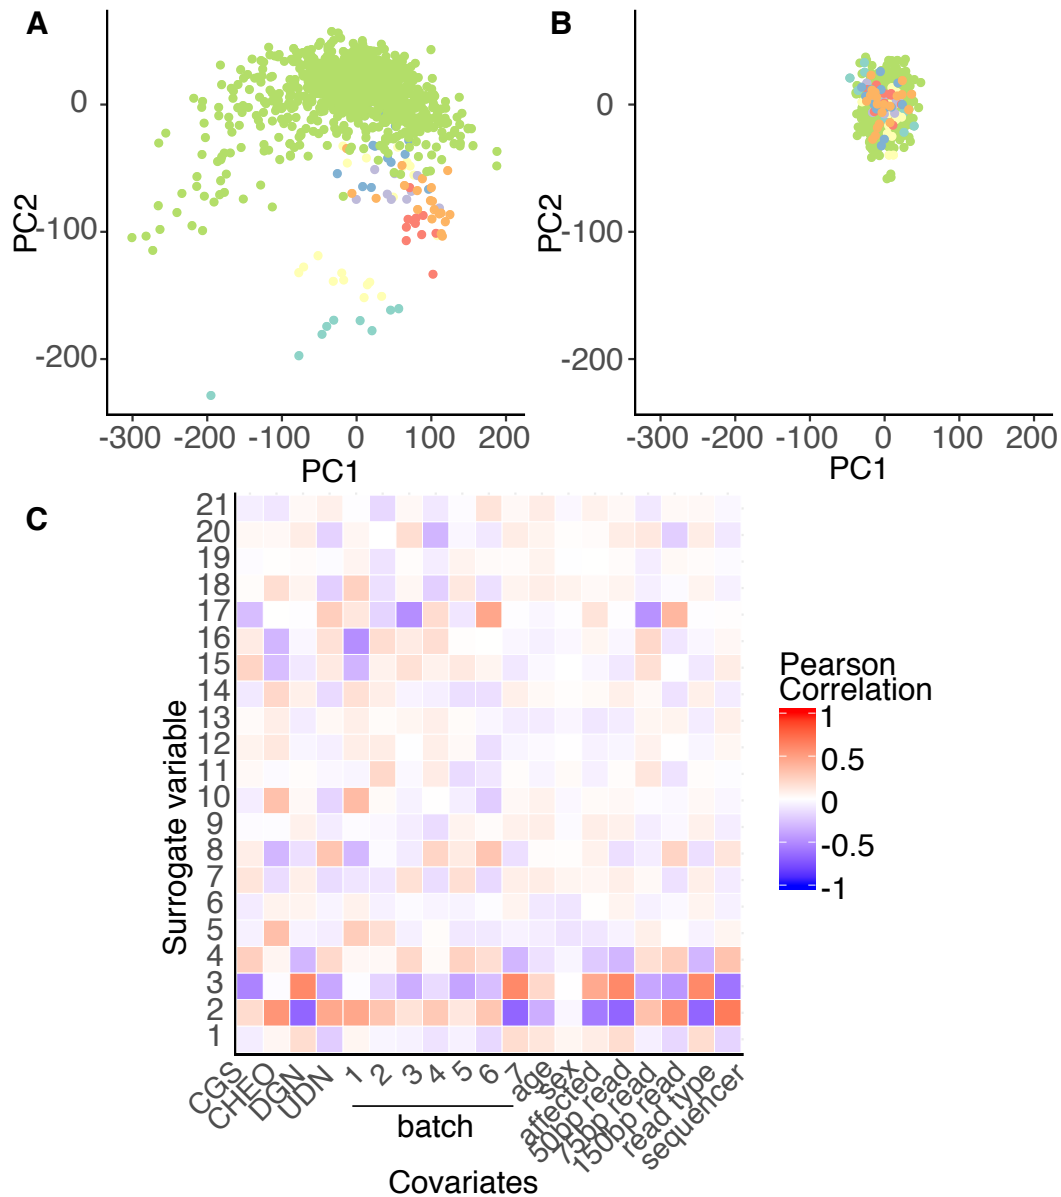 A
B
0
-100
-200
PC2
-300 -200 -100 0 100 200
PC1
0
-100
-200
PC2
-300 -200 -100 0 100 200
PC1
C
21
20
19
18
17
16
15
14
13
12
11
10
9
8
7
6
5
4
3
2
1
Surrogate variable
CGS CHEO DGN UDN 1 2 3 4 5 6 7 age sex affected 50bp read 75bp read 150bp read read type sequencer
batch
Covariates
Pearson
Correlation
1
0.5
0
-0.5
-1